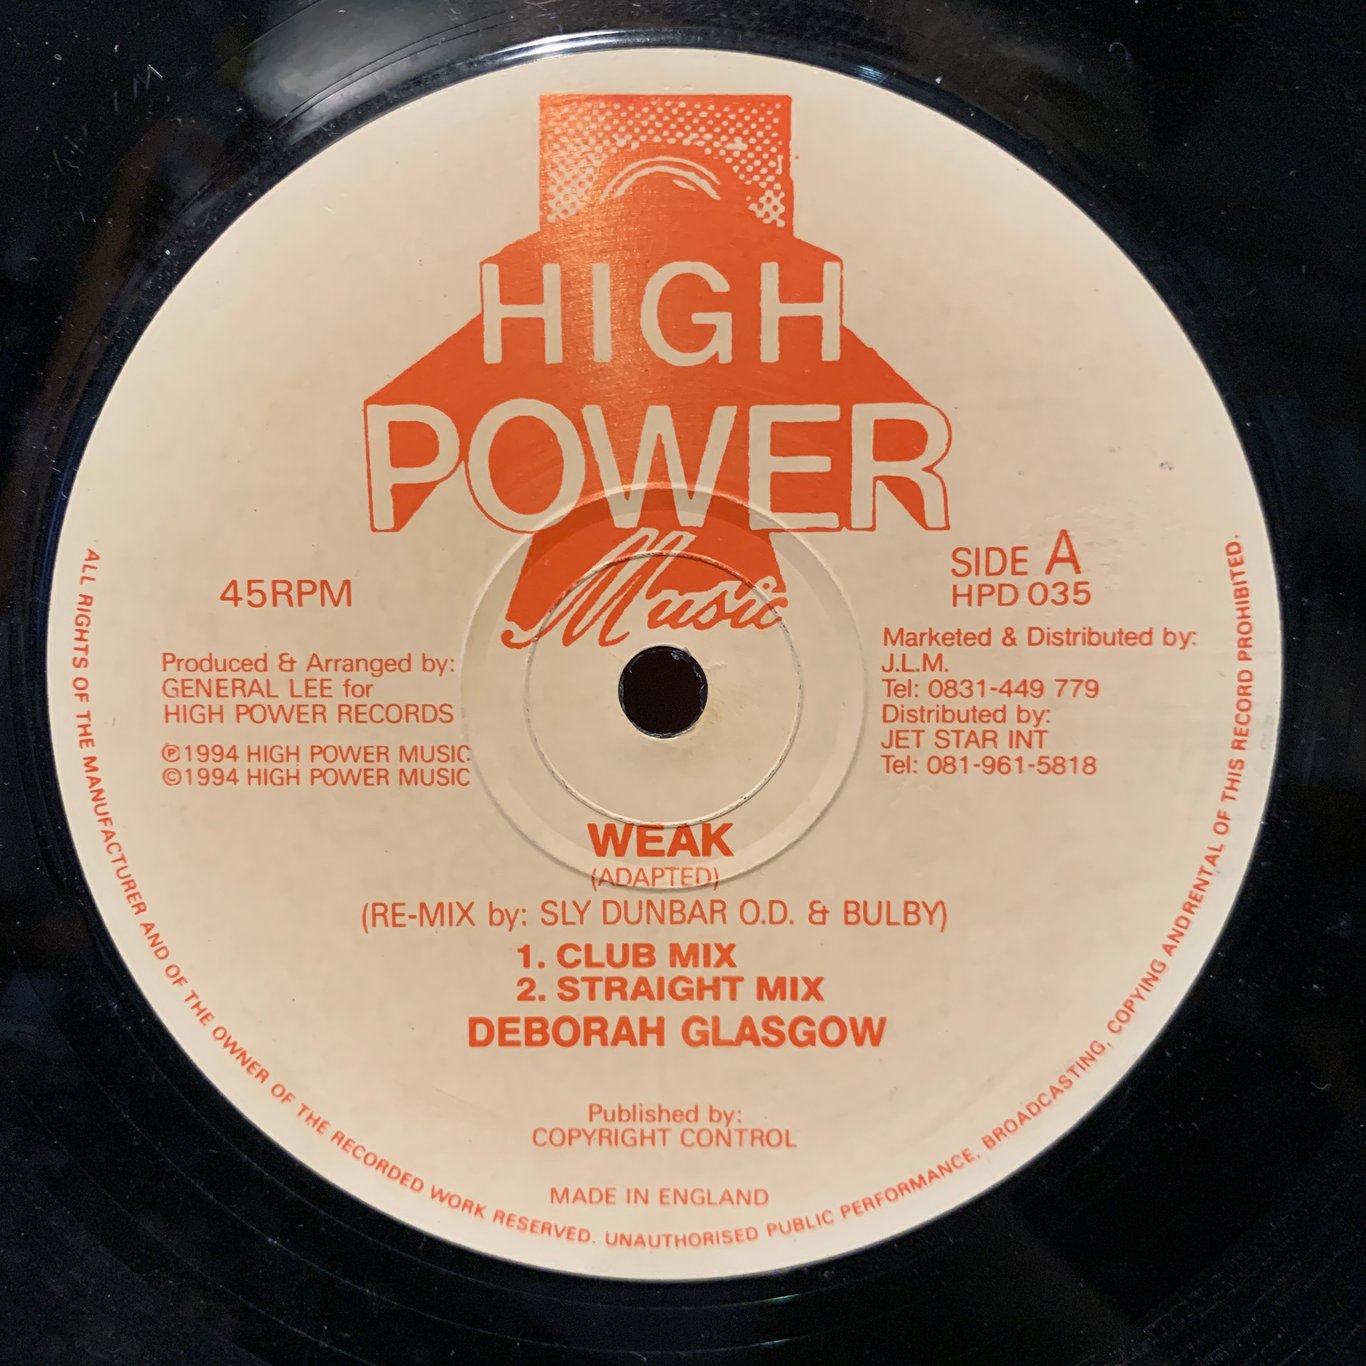 HIGH
POWER
Music
45RPM
SIDE A
HPD 035
Produced & Arranged by:
GENERAL LEE for
HIGH POWER RECORDS
℗1994 HIGH POWER MUSIC
©1994 HIGH POWER MUSIC
Marketed & Distributed by:
J.L.M.
Tel: 0831-449 779
Distributed by:
JET STAR INT
Tel: 081-961-5818
WEAK
(ADAPTED)
(RE-MIX by: SLY DUNBAR O.D. & BULBY)
1. CLUB MIX
2. STRAIGHT MIX
DEBORAH GLASGOW
Published by:
COPYRIGHT CONTROL
MADE IN ENGLAND
ALL RIGHTS OF THE MANUFACTURER AND OF THE OWNER OF THE RECORDED WORK RESERVED. UNAUTHORISED PUBLIC PERFORMANCE, BROADCASTING, COPYING ANDRENTAL OF THIS RECORD PROHIBITED.